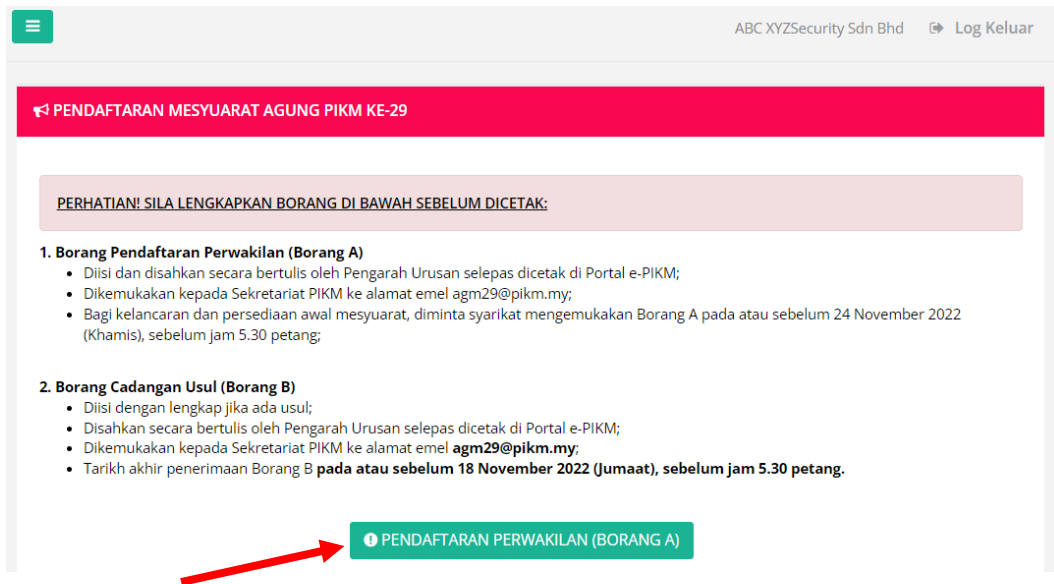 ABC XYZSecurity Sdn Bhd Log Keluar
PENDAFTARAN MESYUARAT AGUNG PIKM KE-29
PERHATIAN! SILA LENGKAPKAN BORANG DI BAWAH SEBELUM DICETAK:
1. Borang Pendaftaran Perwakilan (Borang A)
• Diisi dan disahkan secara bertulis oleh Pengarah Urusan selepas dicetak di Portal e-PIKM;
• Dikemukakan kepada Sekretariat PIKM ke alamat emel agm29@pikm.my;
• Bagi kelancaran dan persediaan awal mesyuarat, diminta syarikat mengemukakan Borang A pada atau sebelum 24 November 2022
(Khamis), sebelum jam 5.30 petang;
2. Borang Cadangan Usul (Borang B)
• Diisi dengan lengkap jika ada usul;
• Disahkan secara bertulis oleh Pengarah Urusan selepas dicetak di Portal e-PIKM;
• Dikemukakan kepada Sekretariat PIKM ke alamat emel agm29@pikm.my;
• Tarikh akhir penerimaan Borang B pada atau sebelum 18 November 2022 (Jumaat), sebelum jam 5.30 petang.
PENDAFTARAN PERWAKILAN (BORANG A)